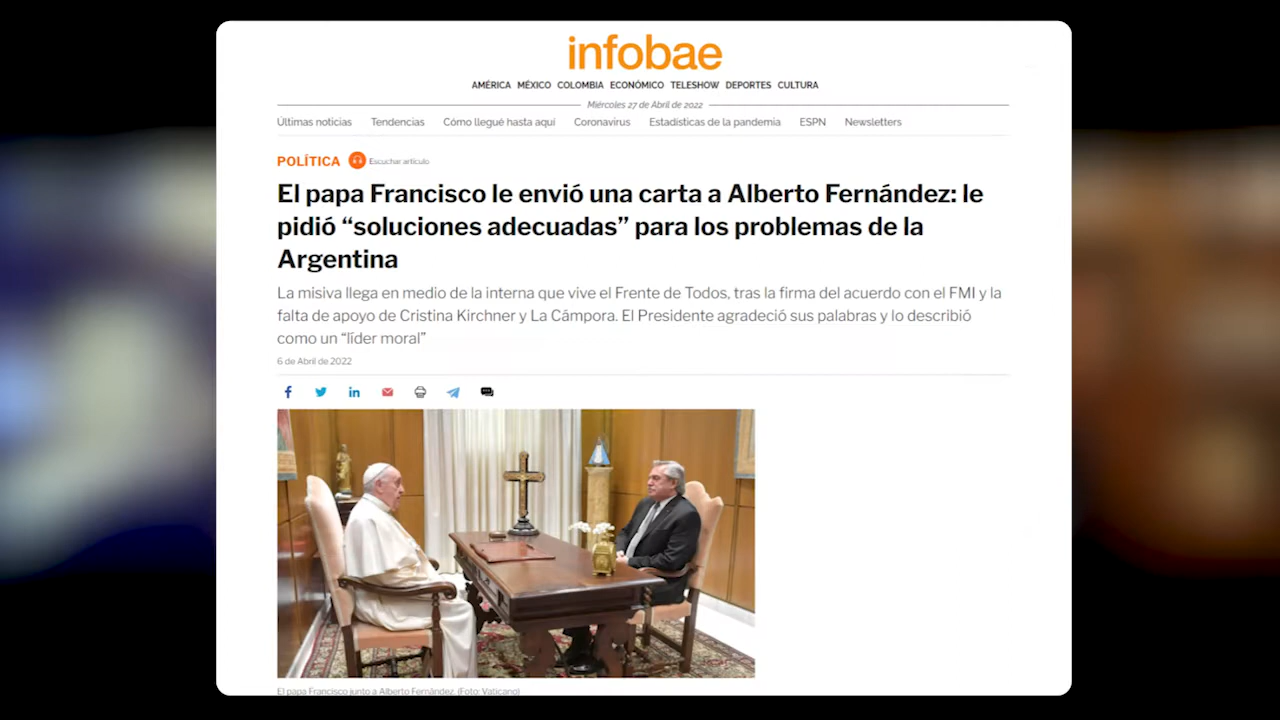 infobae
AMÉRICA MÉXICO COLOMBIA ECONÓMICO TELESHOW DEPORTES CULTURA
Miércoles 27 de Abril de 2022
Últimas noticias Tendencias Cómo llegué hasta aquí Coronavirus Estadísticas de la pandemia ESPN Newsletters
POLÍTICA Escuchar artículo
El papa Francisco le envió una carta a Alberto Fernández: le
pidió “soluciones adecuadas” para los problemas de la
Argentina
La misiva llega en medio de la interna que vive el Frente de Todos, tras la firma del acuerdo con el FMI y la
falta de apoyo de Cristina Kirchner y La Cámpora. El Presidente agradeció sus palabras y lo describió
como un “líder moral”
6 de Abril de 2022
El papa Francisco junto a Alberto Fernández. (Foto: Vaticano)